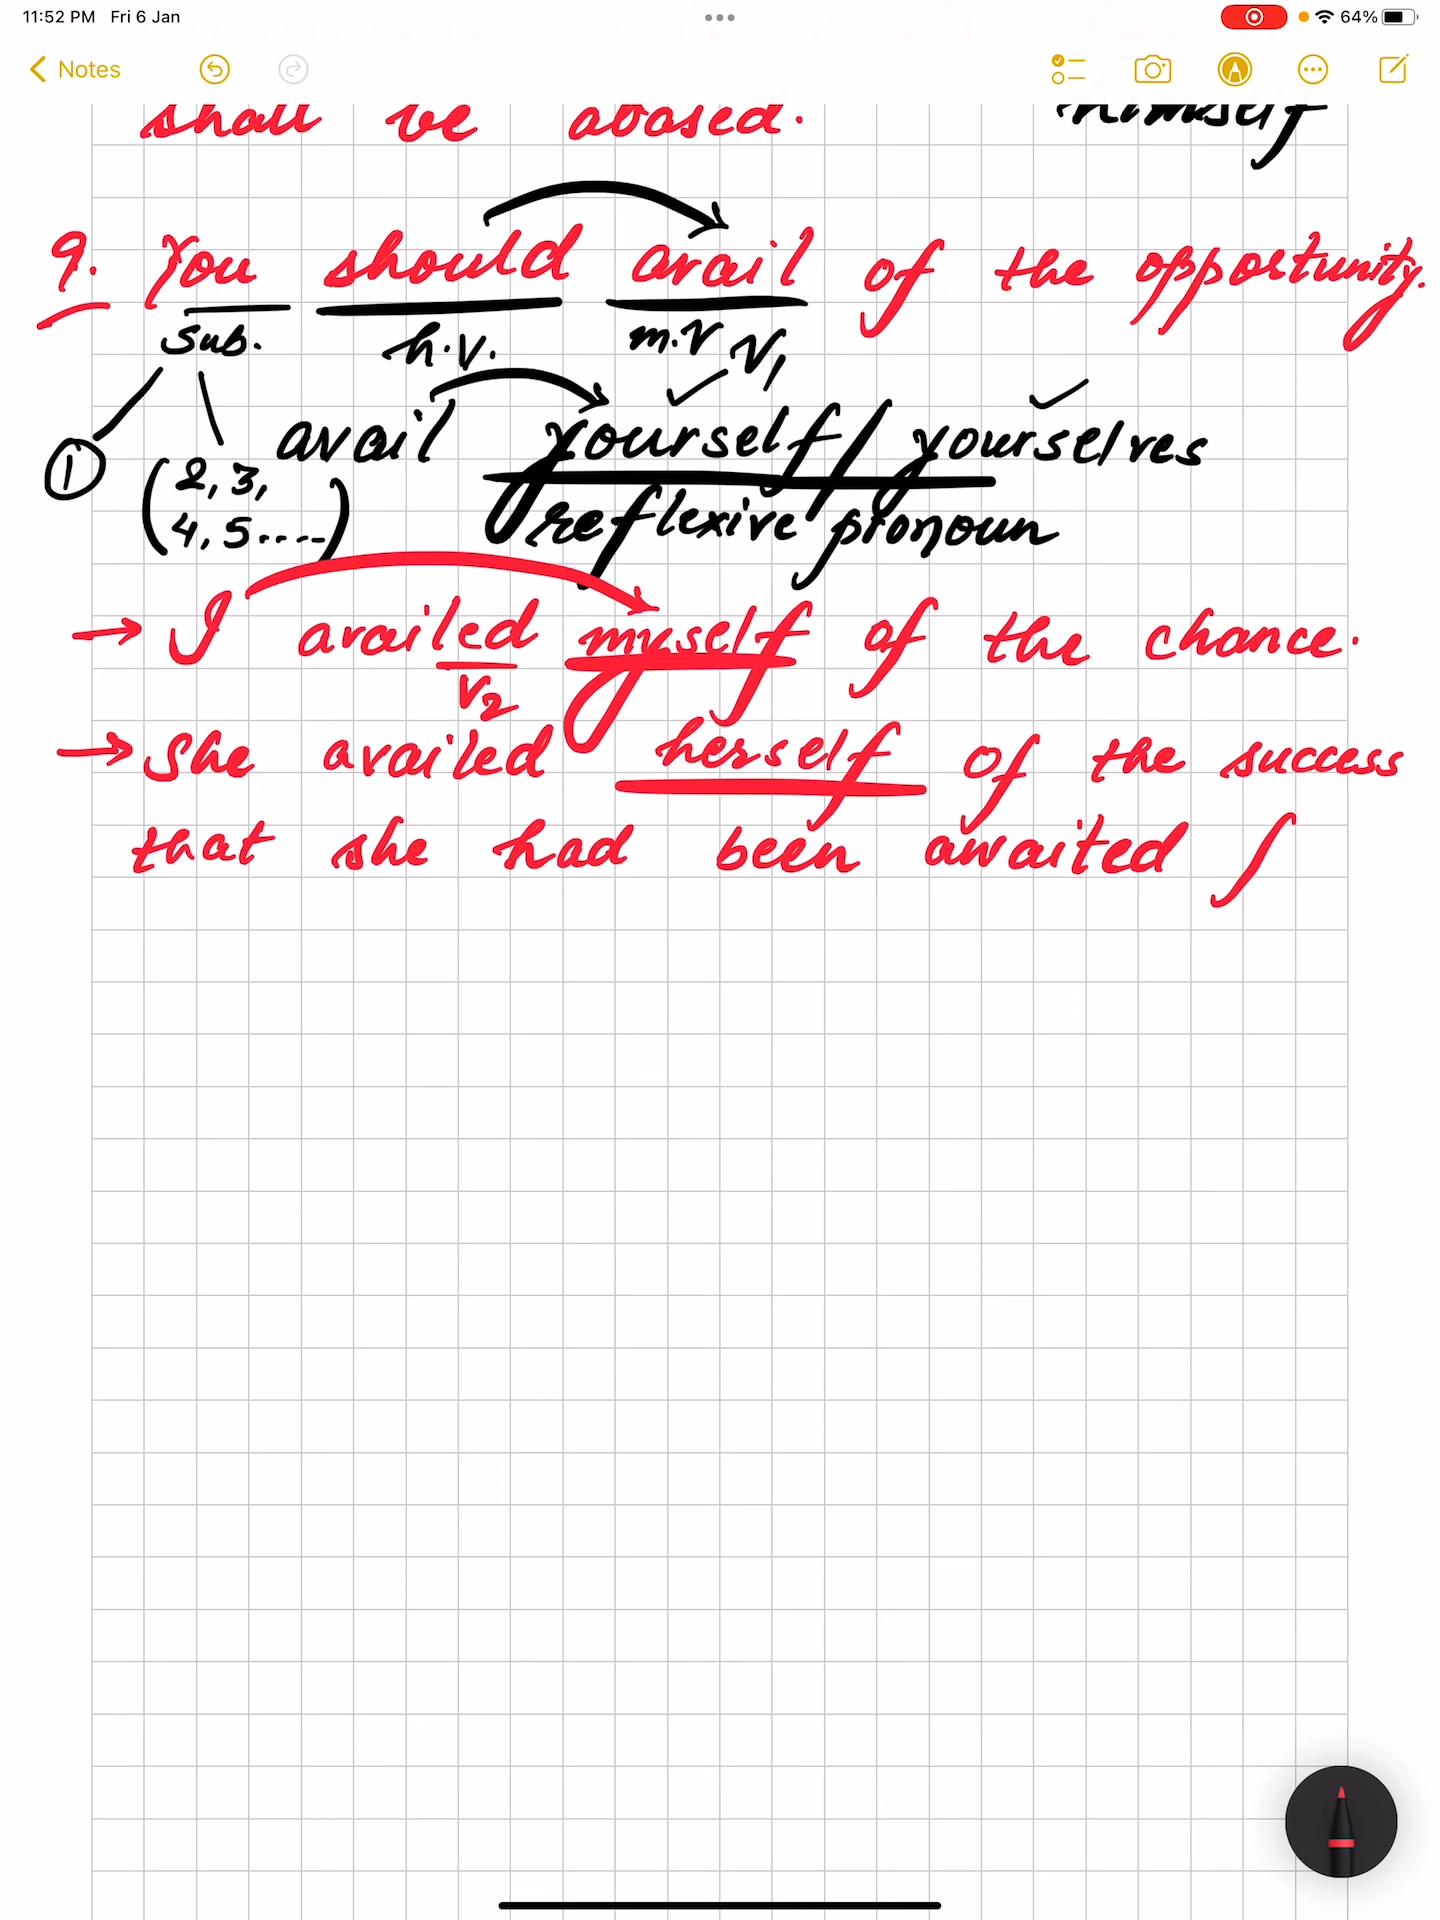 11:52 PM Fri 6 Jan 64%
Notes
shall be abased. himself
9. You should avail of the opportunity.
sub. h.v. m.v V1
avail yourself / yourselves
1 (2, 3, 4, 5....) reflexive pronoun
→ I availed myself of the chance.
V2
→ She availed herself of the success
that she had been awaited f